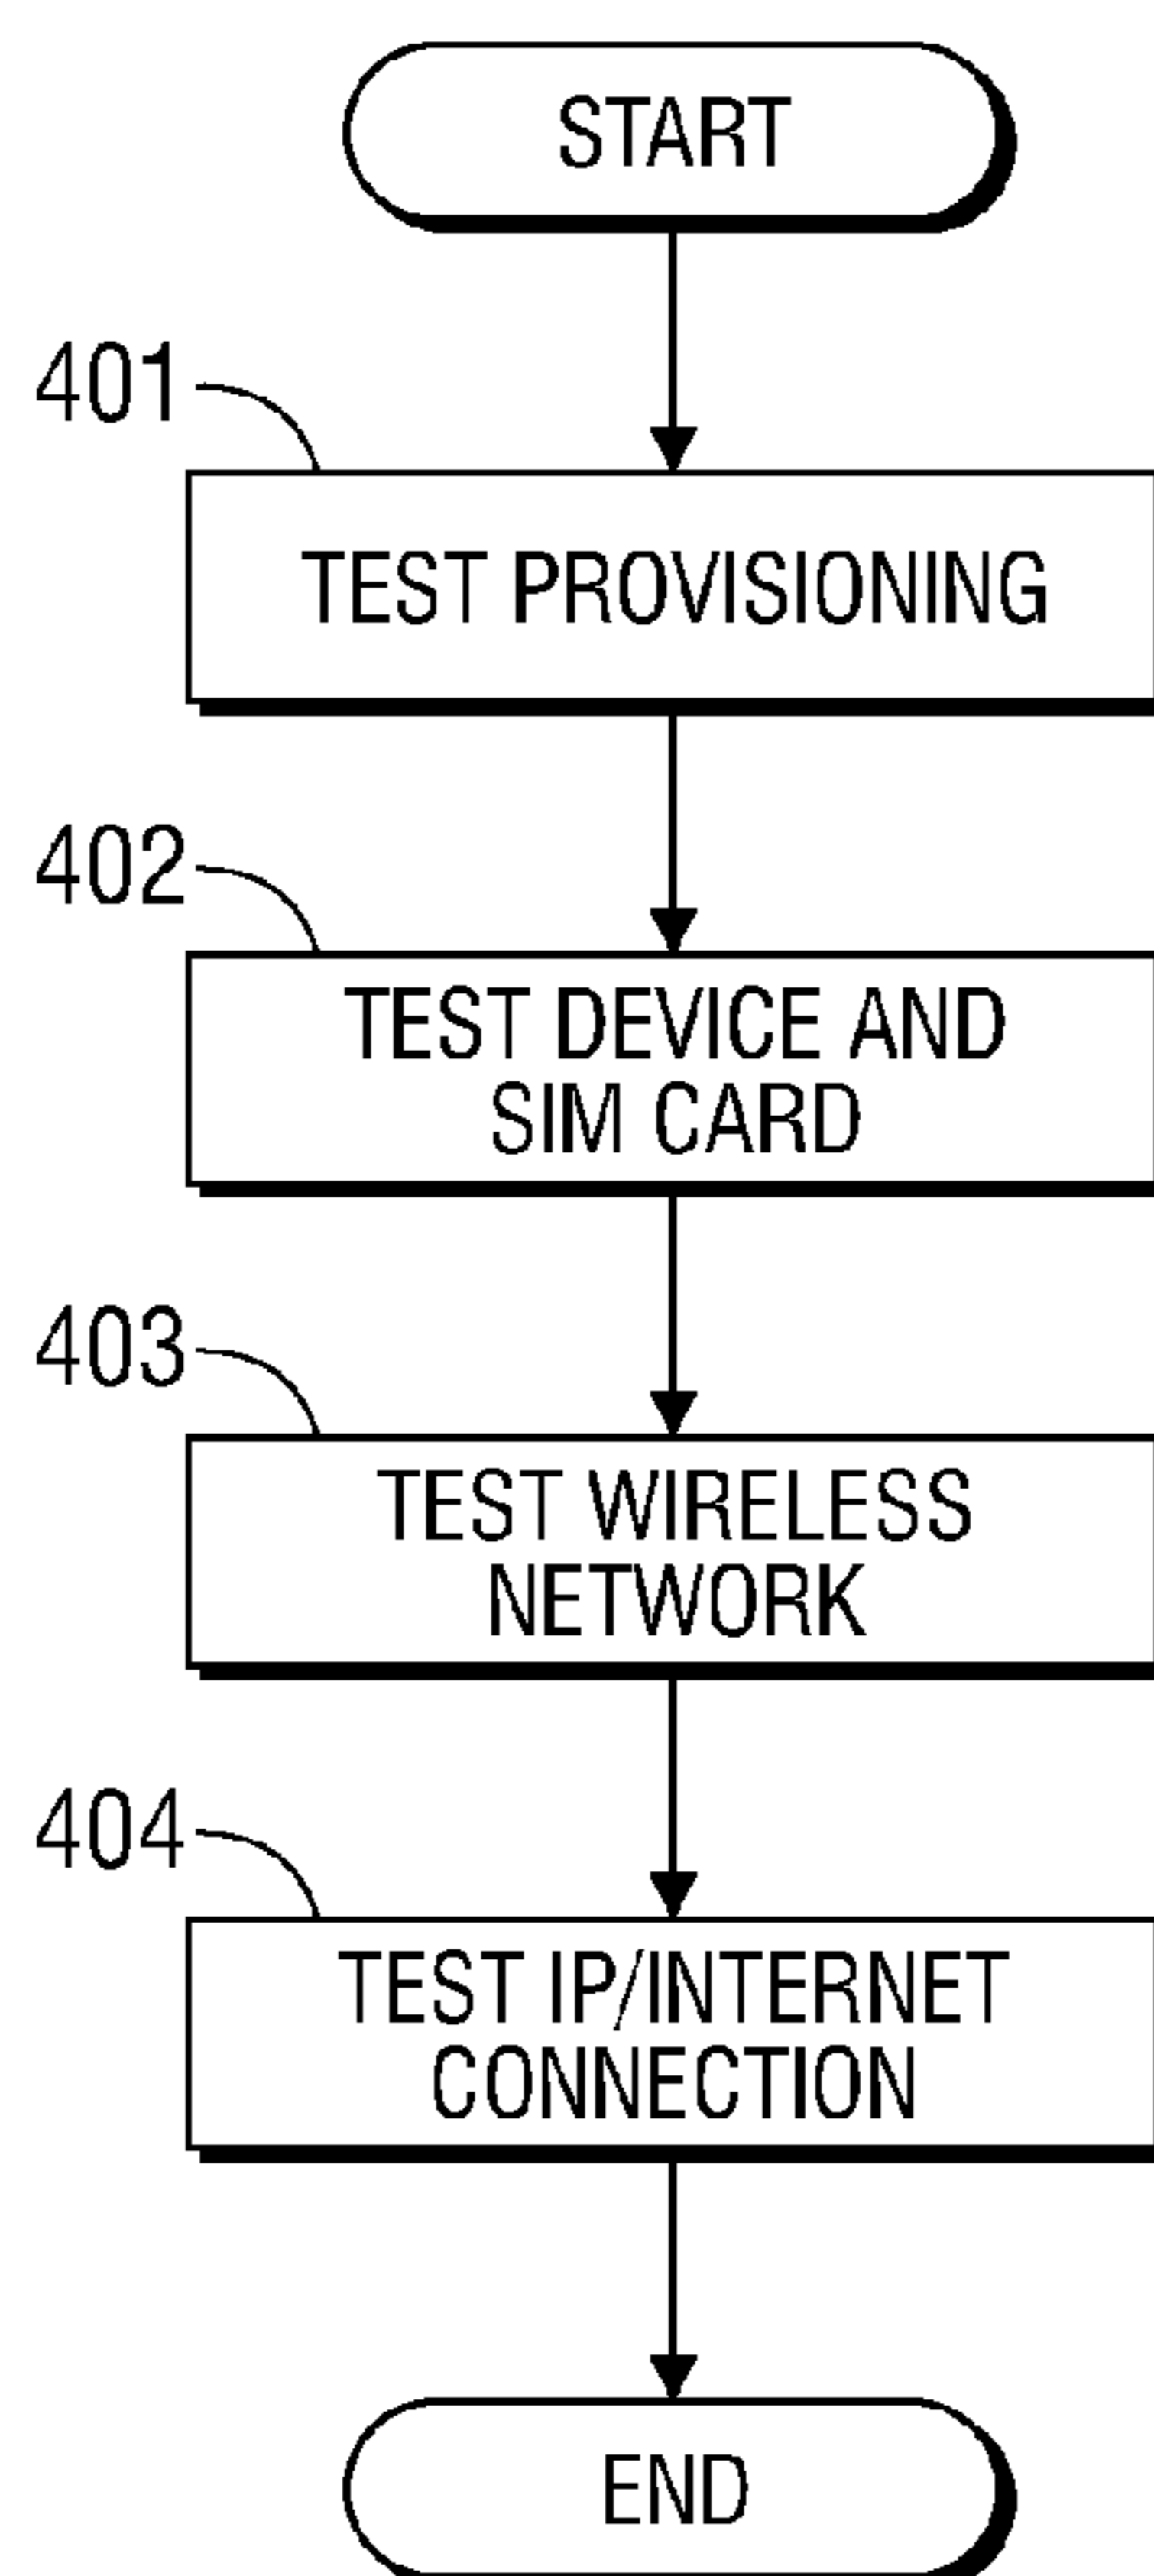 START
401
TEST PROVISIONING
402
TEST DEVICE AND
SIM CARD
403
TEST WIRELESS
NETWORK
404
TEST IP/INTERNET
CONNECTION
END